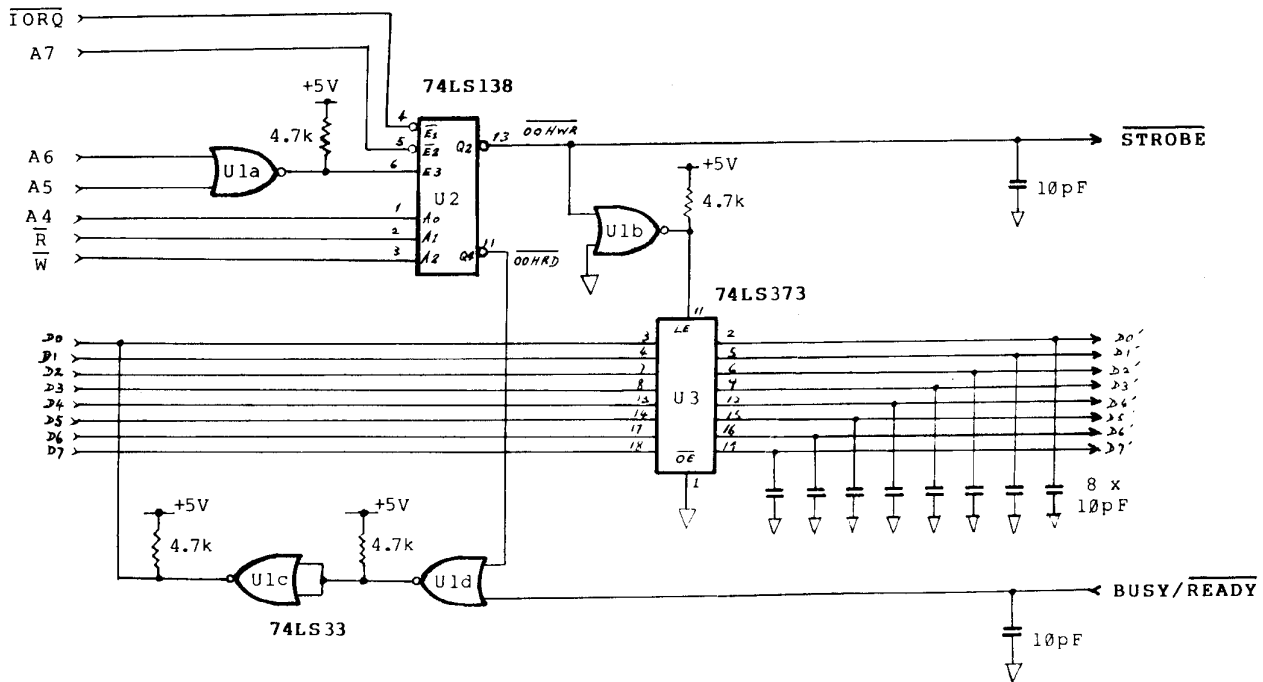 IORQ
A7
+5V
4.7k
74LS138
4
E1
5
E2
6
E3
Q2
13
00HWR
STROBE
10pF
A6
A5
U1a
U2
A4
1
A0
R
2
A1
W
3
A2
Q4
11
00HRD
+5V
4.7k
U1b
74LS373
11
LE
D0
3
2
D0'
D1
4
5
D1'
D2
7
6
D2'
D3
8
9
D3'
D4
13
12
D5
14
15
D5'
D6
17
16
D6'
D7
18
19
D7'
U3
OE
1
8 x
10pF
+5V
4.7k
+5V
4.7k
U1c
U1d
74LS33
BUSY/READY
10pF